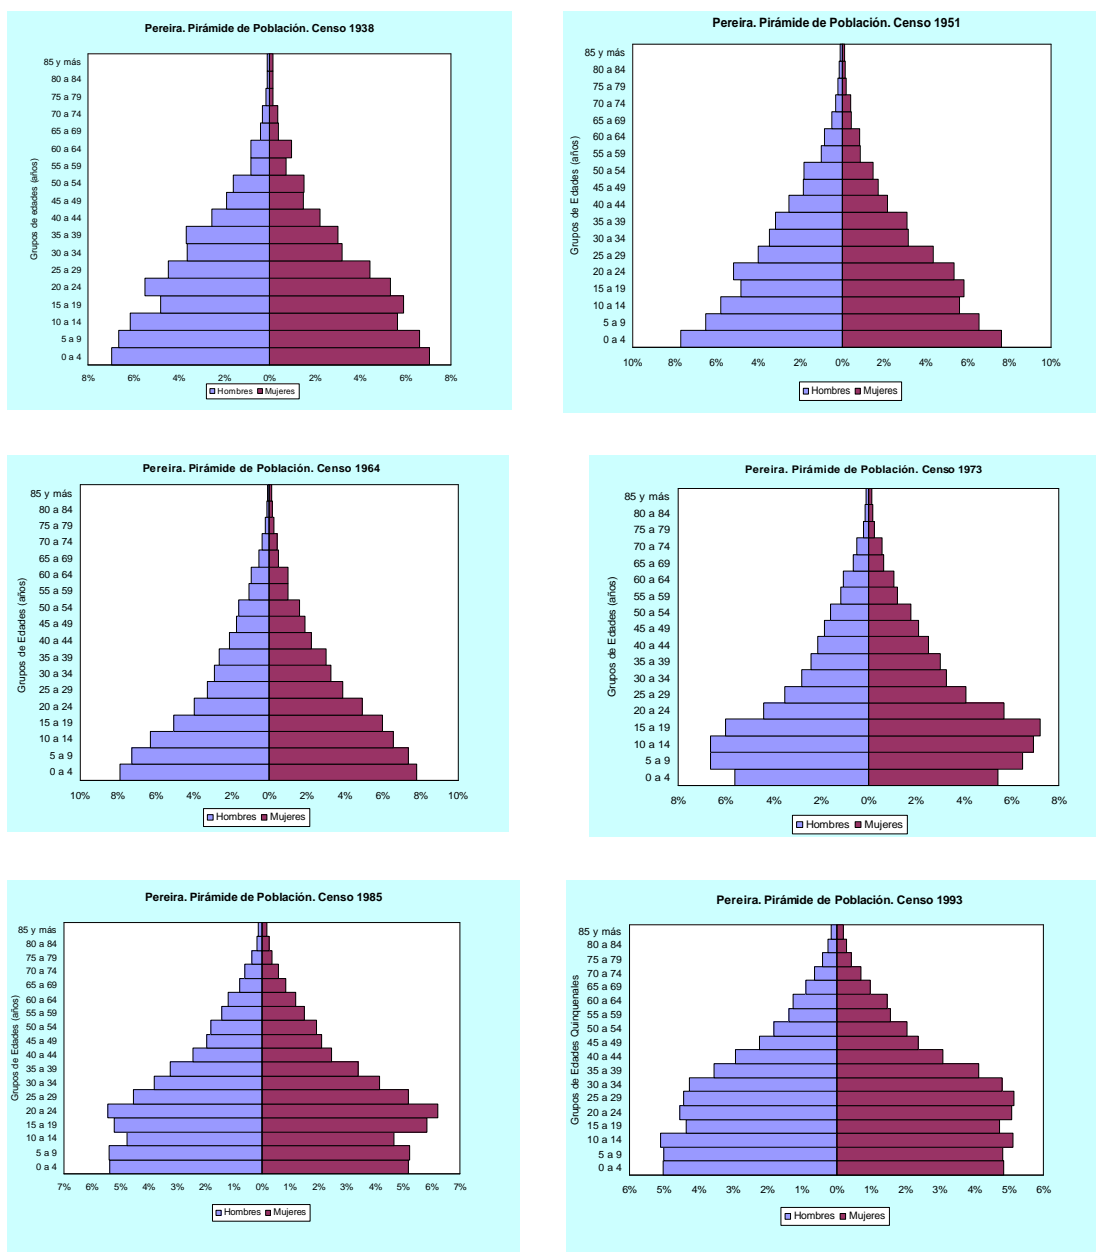 Pereira. Pirámide de Población. Censo 1938
Grupos de edades (años)
85 y más
80 a 84
75 a 79
70 a 74
65 a 69
60 a 64
55 a 59
50 a 54
45 a 49
40 a 44
35 a 39
30 a 34
25 a 29
20 a 24
15 a 19
10 a 14
5 a 9
0 a 4
8% 6% 4% 2% 0% 2% 4% 6% 8%
Hombres Mujeres
Pereira. Pirámide de Población. Censo 1951
Grupos de Edades (años)
85 y más
80 a 84
75 a 79
70 a 74
65 a 69
60 a 64
55 a 59
50 a 54
45 a 49
40 a 44
35 a 39
30 a 34
25 a 29
20 a 24
15 a 19
10 a 14
5 a 9
0 a 4
10% 8% 6% 4% 2% 0% 2% 4% 6% 8% 10%
Hombres Mujeres
Pereira. Pirámide de Población. Censo 1964
Grupos de Edades (años)
85 y más
80 a 84
75 a 79
70 a 74
65 a 69
60 a 64
55 a 59
50 a 54
45 a 49
40 a 44
35 a 39
30 a 34
25 a 29
20 a 24
15 a 19
10 a 14
5 a 9
0 a 4
10% 8% 6% 4% 2% 0% 2% 4% 6% 8% 10%
Hombres Mujeres
Pereira. Pirámide de Población. Censo 1973
Grupos de Edades (años)
85 y más
80 a 84
75 a 79
70 a 74
65 a 69
60 a 64
55 a 59
50 a 54
45 a 49
40 a 44
35 a 39
30 a 34
25 a 29
20 a 24
15 a 19
10 a 14
5 a 9
0 a 4
8% 6% 4% 2% 0% 2% 4% 6% 8%
Hombres Mujeres
Pereira. Pirámide de Población. Censo 1985
Grupos de Edades (años)
85 y más
80 a 84
75 a 79
70 a 74
65 a 69
60 a 64
55 a 59
50 a 54
45 a 49
40 a 44
35 a 39
30 a 34
25 a 29
20 a 24
15 a 19
10 a 14
5 a 9
0 a 4
7% 6% 5% 4% 3% 2% 1% 0% 1% 2% 3% 4% 5% 6% 7%
Hombres Mujeres
Pereira. Pirámide de Población. Censo 1993
Grupos de Edades Quinquenales
85 y más
80 a 84
75 a 79
70 a 74
65 a 69
60 a 64
55 a 59
50 a 54
45 a 49
40 a 44
35 a 39
30 a 34
25 a 29
20 a 24
15 a 19
10 a 14
5 a 9
0 a 4
6% 5% 4% 3% 2% 1% 0% 1% 2% 3% 4% 5% 6%
Hombres Mujeres